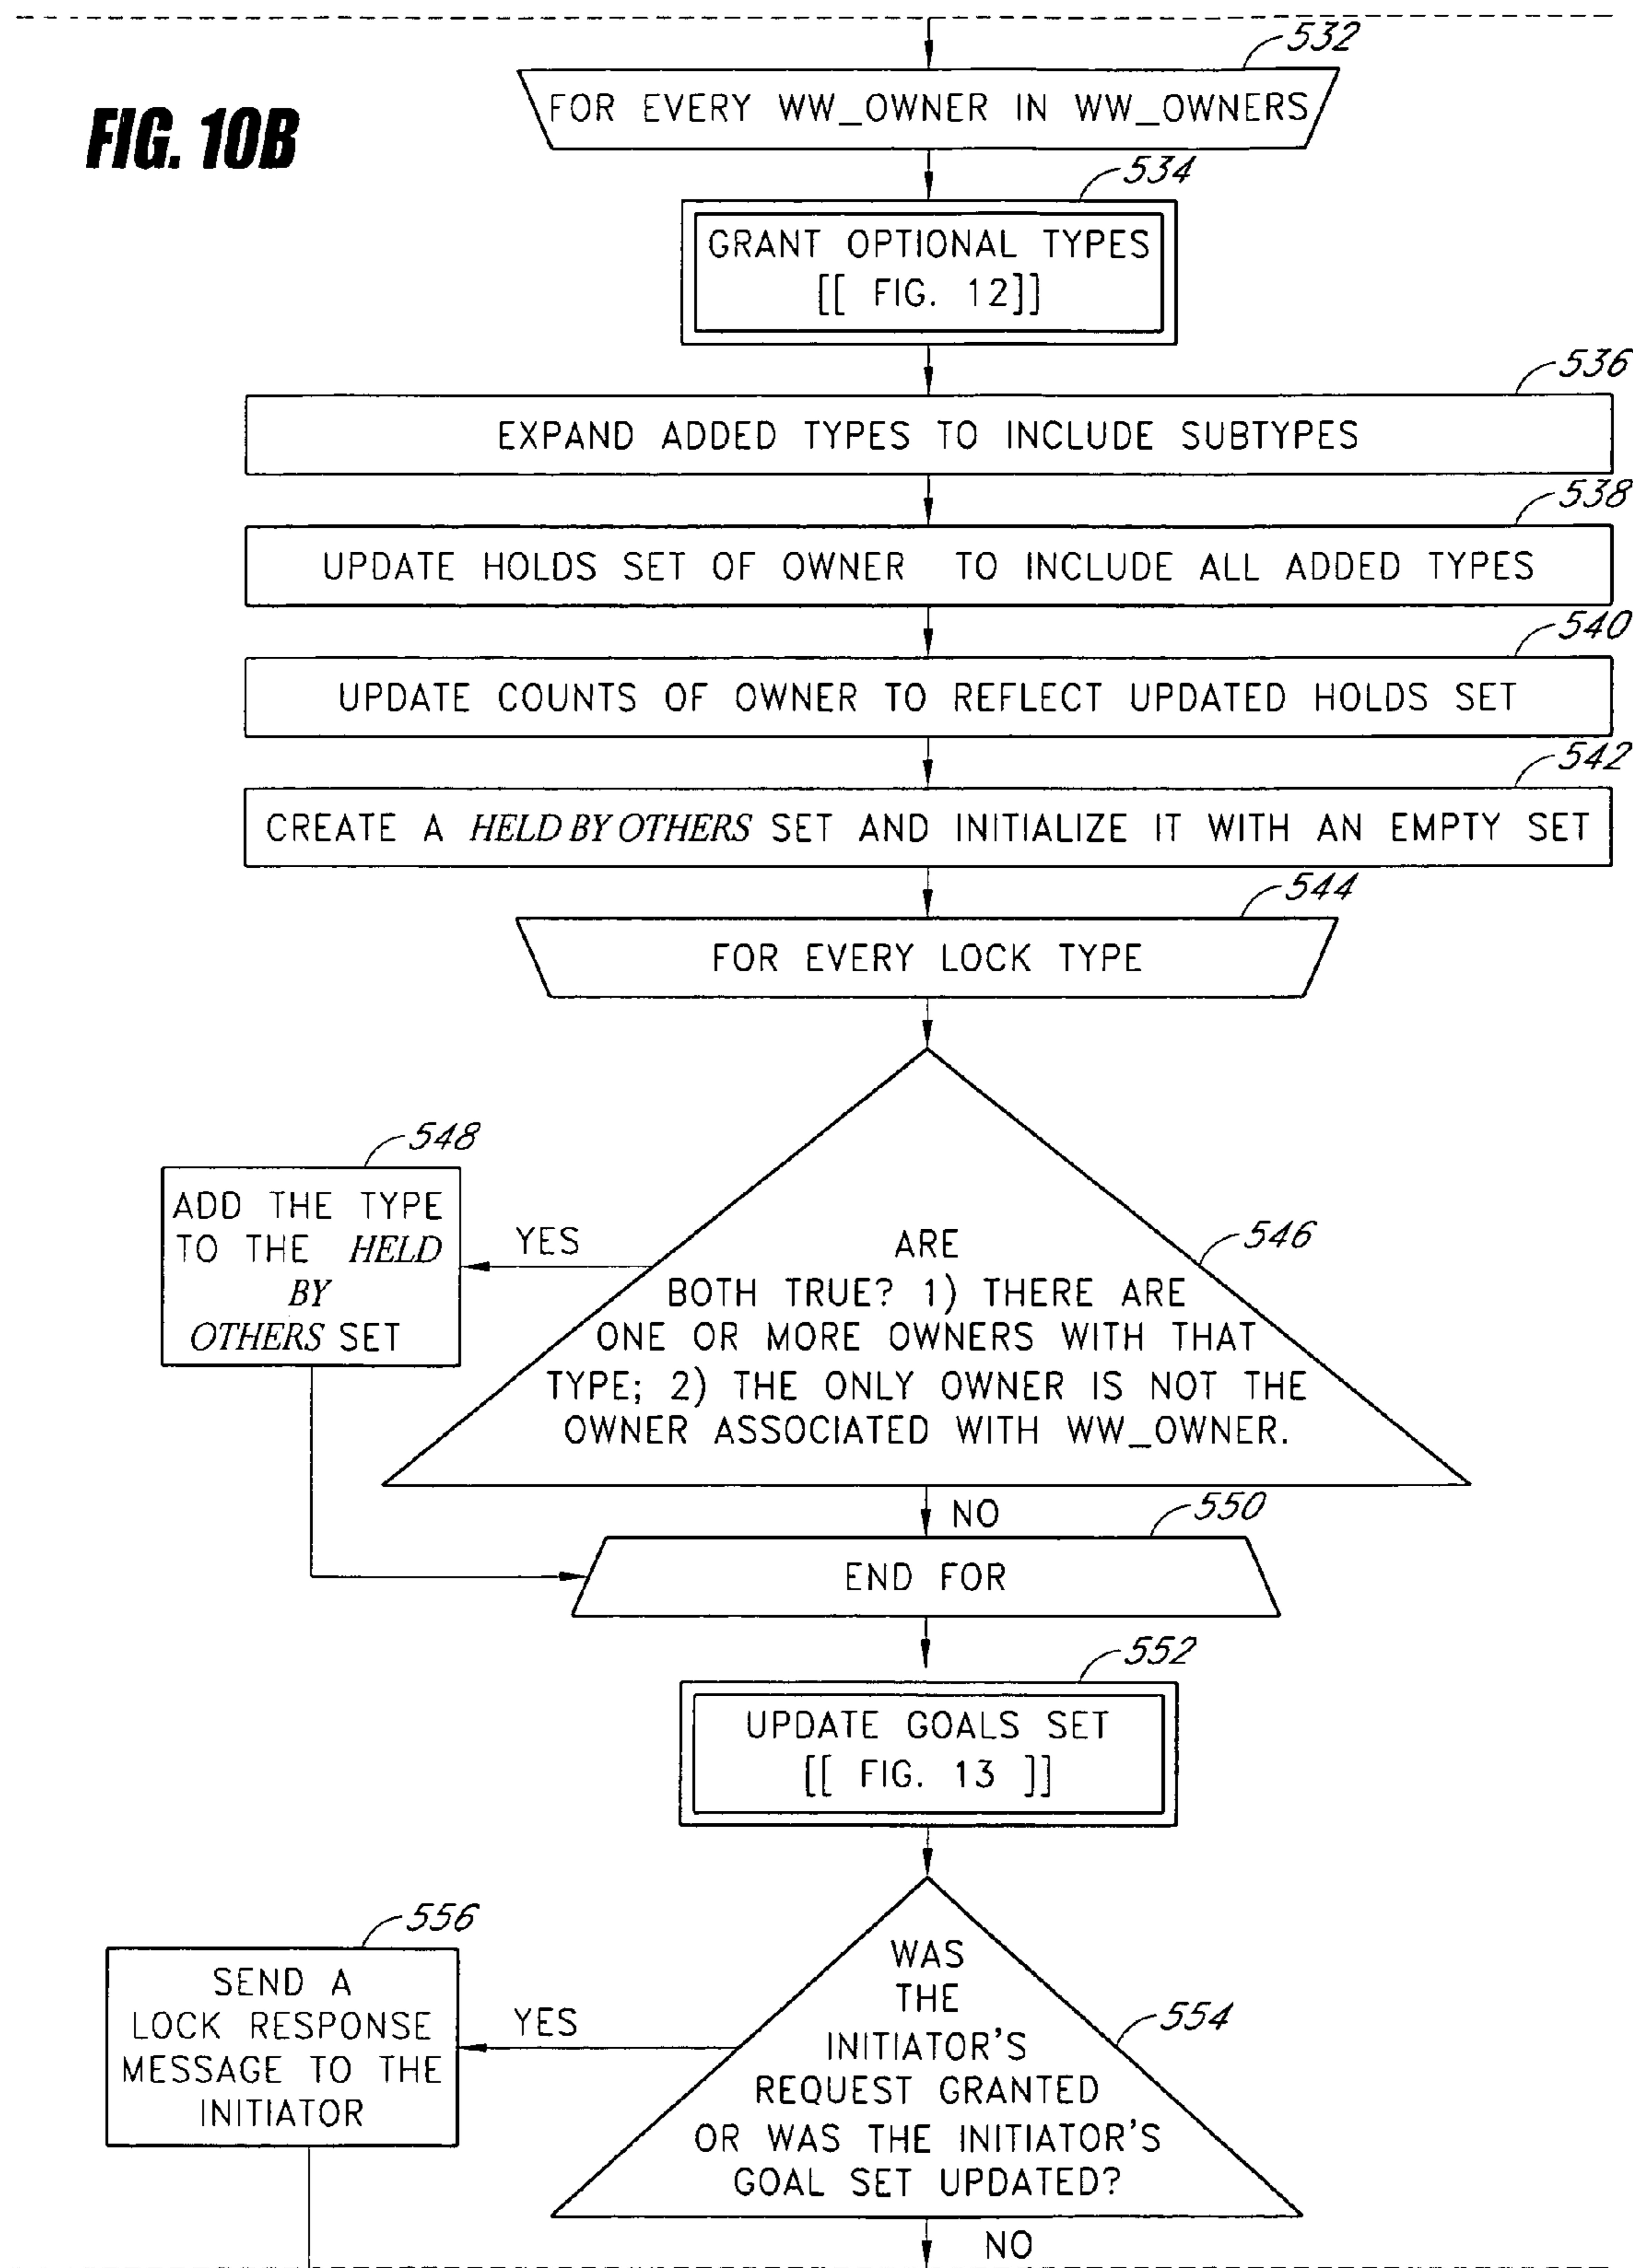 532
FIG. 10B
FOR EVERY WW_OWNER IN WW_OWNERS
534
GRANT OPTIONAL TYPES
[[ FIG. 12]]
536
EXPAND ADDED TYPES TO INCLUDE SUBTYPES
538
UPDATE HOLDS SET OF OWNER TO INCLUDE ALL ADDED TYPES
540
UPDATE COUNTS OF OWNER TO REFLECT UPDATED HOLDS SET
542
CREATE A HELD BY OTHERS SET AND INITIALIZE IT WITH AN EMPTY SET
544
FOR EVERY LOCK TYPE
548
ADD THE TYPE
TO THE HELD
BY
OTHERS SET
YES
546
ARE
BOTH TRUE? 1) THERE ARE
ONE OR MORE OWNERS WITH THAT
TYPE; 2) THE ONLY OWNER IS NOT THE
OWNER ASSOCIATED WITH WW_OWNER.
NO
550
END FOR
552
UPDATE GOALS SET
[[ FIG. 13 ]]
556
SEND A
LOCK RESPONSE
MESSAGE TO THE
INITIATOR
YES
554
WAS
THE
INITIATOR'S
REQUEST GRANTED
OR WAS THE INITIATOR'S
GOAL SET UPDATED?
NO